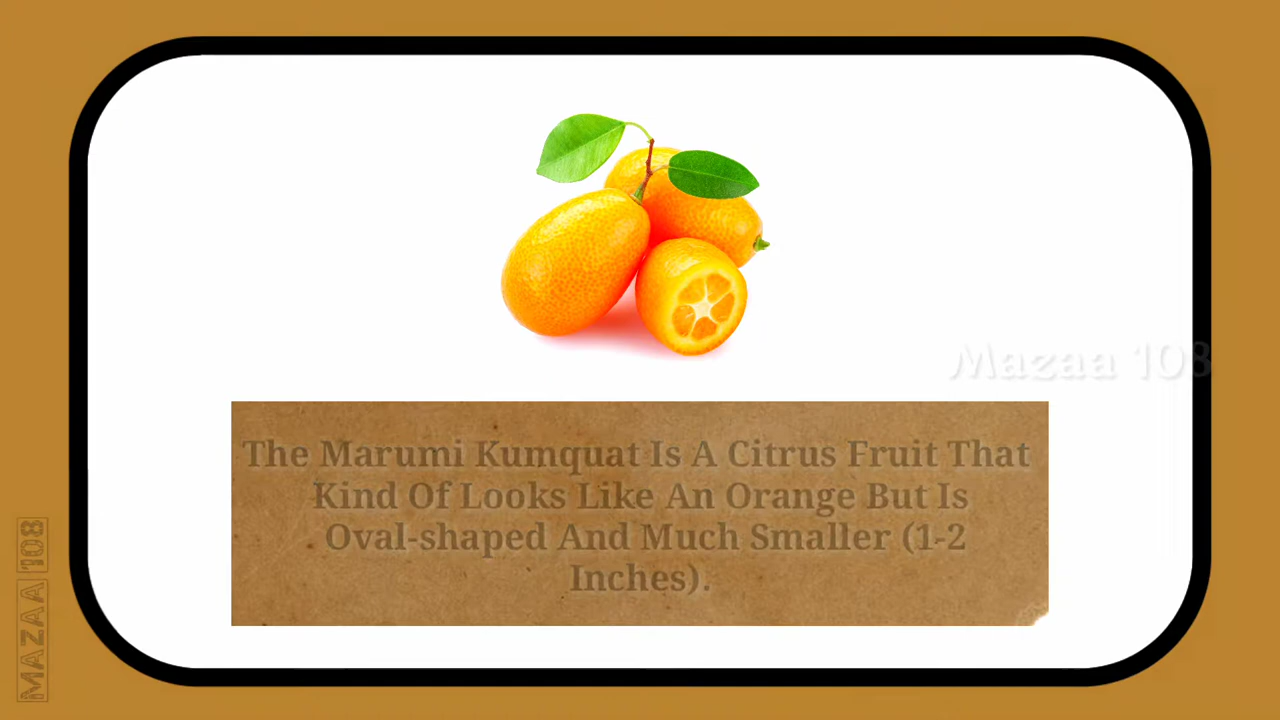 Mazaa 108
The Marumi Kumquat Is A Citrus Fruit That
Kind Of Looks Like An Orange But Is
Oval-shaped And Much Smaller (1-2
Inches).
MAZAA 108